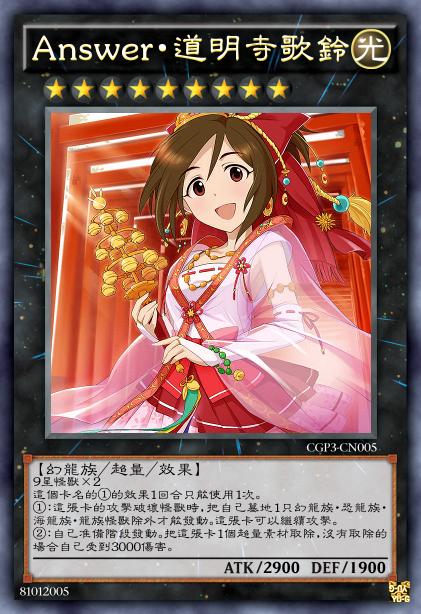 Answer・道明寺歌鈴
光
CGP3-CN005
【幻龍族/超量/效果】
9星怪獸×2
這個卡名的①的效果1回合只能使用1次。
①:這張卡的攻擊破壞怪獸時,把自己墓地1只幻龍族・恐龍族・
海龍族・龍族怪獸除外才能發動。這張卡可以繼續攻擊。
②:自己準備階段發動。把這張卡1個超量素材取除,沒有取除的
場合自己受到3000傷害。
ATK/2900 DEF/1900
81012005